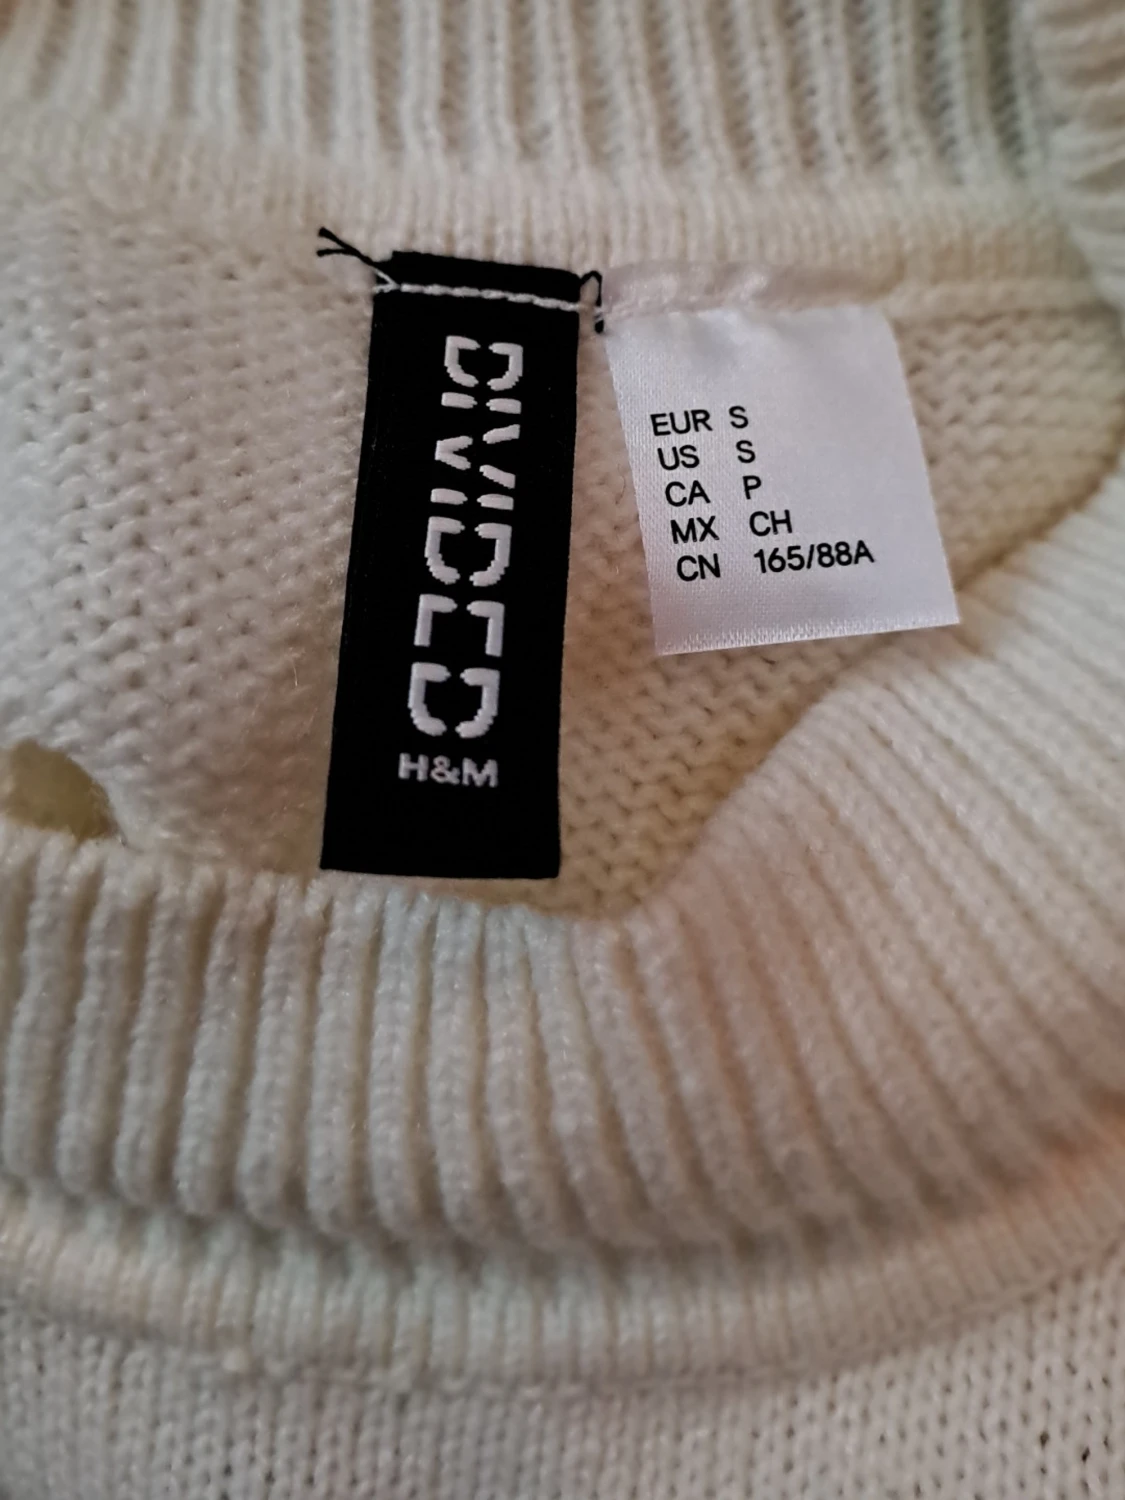 DIVIDED
H&M
EUR S
US S
CA P
MX CH
CN 165/88A